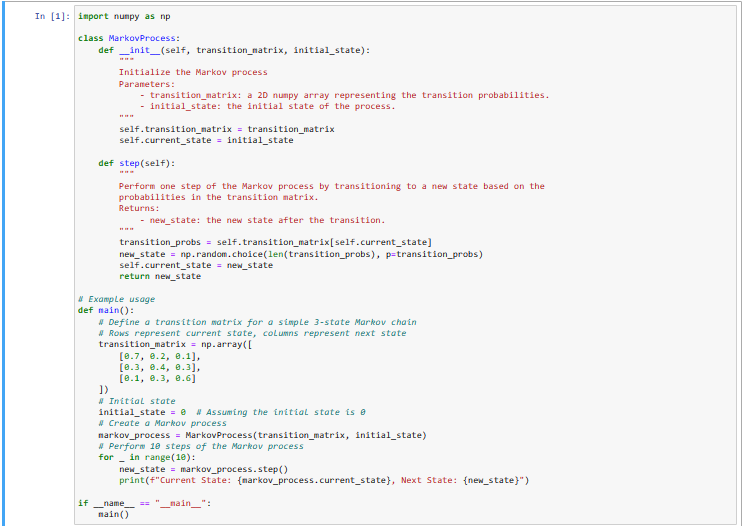 In [1]: import numpy as np

class MarkovProcess:
    def __init__(self, transition_matrix, initial_state):
        """
        Initialize the Markov process
        Parameters:
            - transition_matrix: a 2D numpy array representing the transition probabilities.
            - initial_state: the initial state of the process.
        """
        self.transition_matrix = transition_matrix
        self.current_state = initial_state

    def step(self):
        """
        Perform one step of the Markov process by transitioning to a new state based on the
        probabilities in the transition matrix.
        Returns:
            - new_state: the new state after the transition.
        """
        transition_probs = self.transition_matrix[self.current_state]
        new_state = np.random.choice(len(transition_probs), p=transition_probs)
        self.current_state = new_state
        return new_state

# Example usage
def main():
    # Define a transition matrix for a simple 3-state Markov chain
    # Rows represent current state, columns represent next state
    transition_matrix = np.array([
        [0.7, 0.2, 0.1],
        [0.3, 0.4, 0.3],
        [0.1, 0.3, 0.6]
    ])
    # Initial state
    initial_state = 0  # Assuming the initial state is 0
    # Create a Markov process
    markov_process = MarkovProcess(transition_matrix, initial_state)
    # Perform 10 steps of the Markov process
    for _ in range(10):
        new_state = markov_process.step()
        print(f"Current State: {markov_process.current_state}, Next State: {new_state}")

if __name__ == "__main__":
    main()